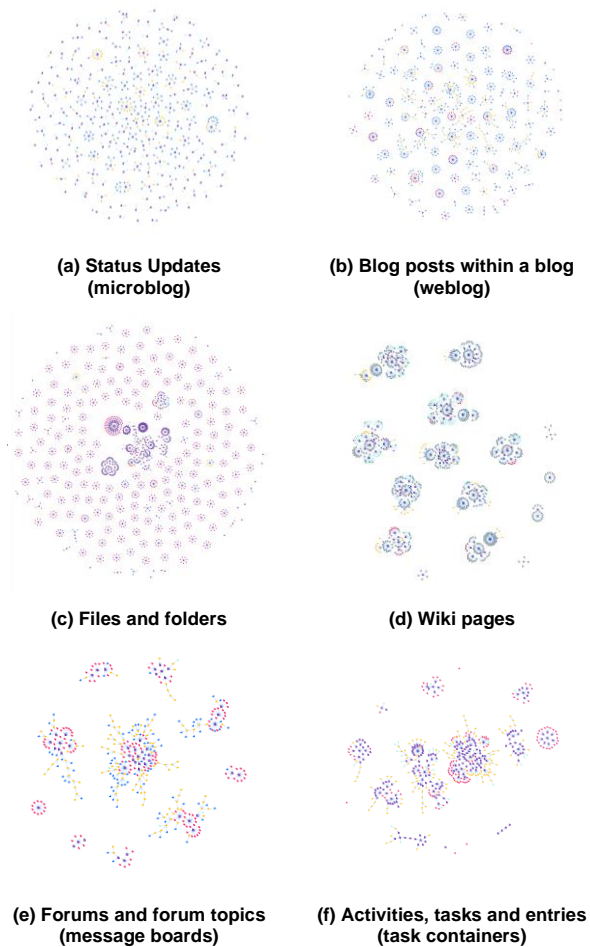 (a) Status Updates
(microblog)
(b) Blog posts within a blog
(weblog)
(c) Files and folders
(d) Wiki pages
(e) Forums and forum topics
(message boards)
(f) Activities, tasks and entries
(task containers)